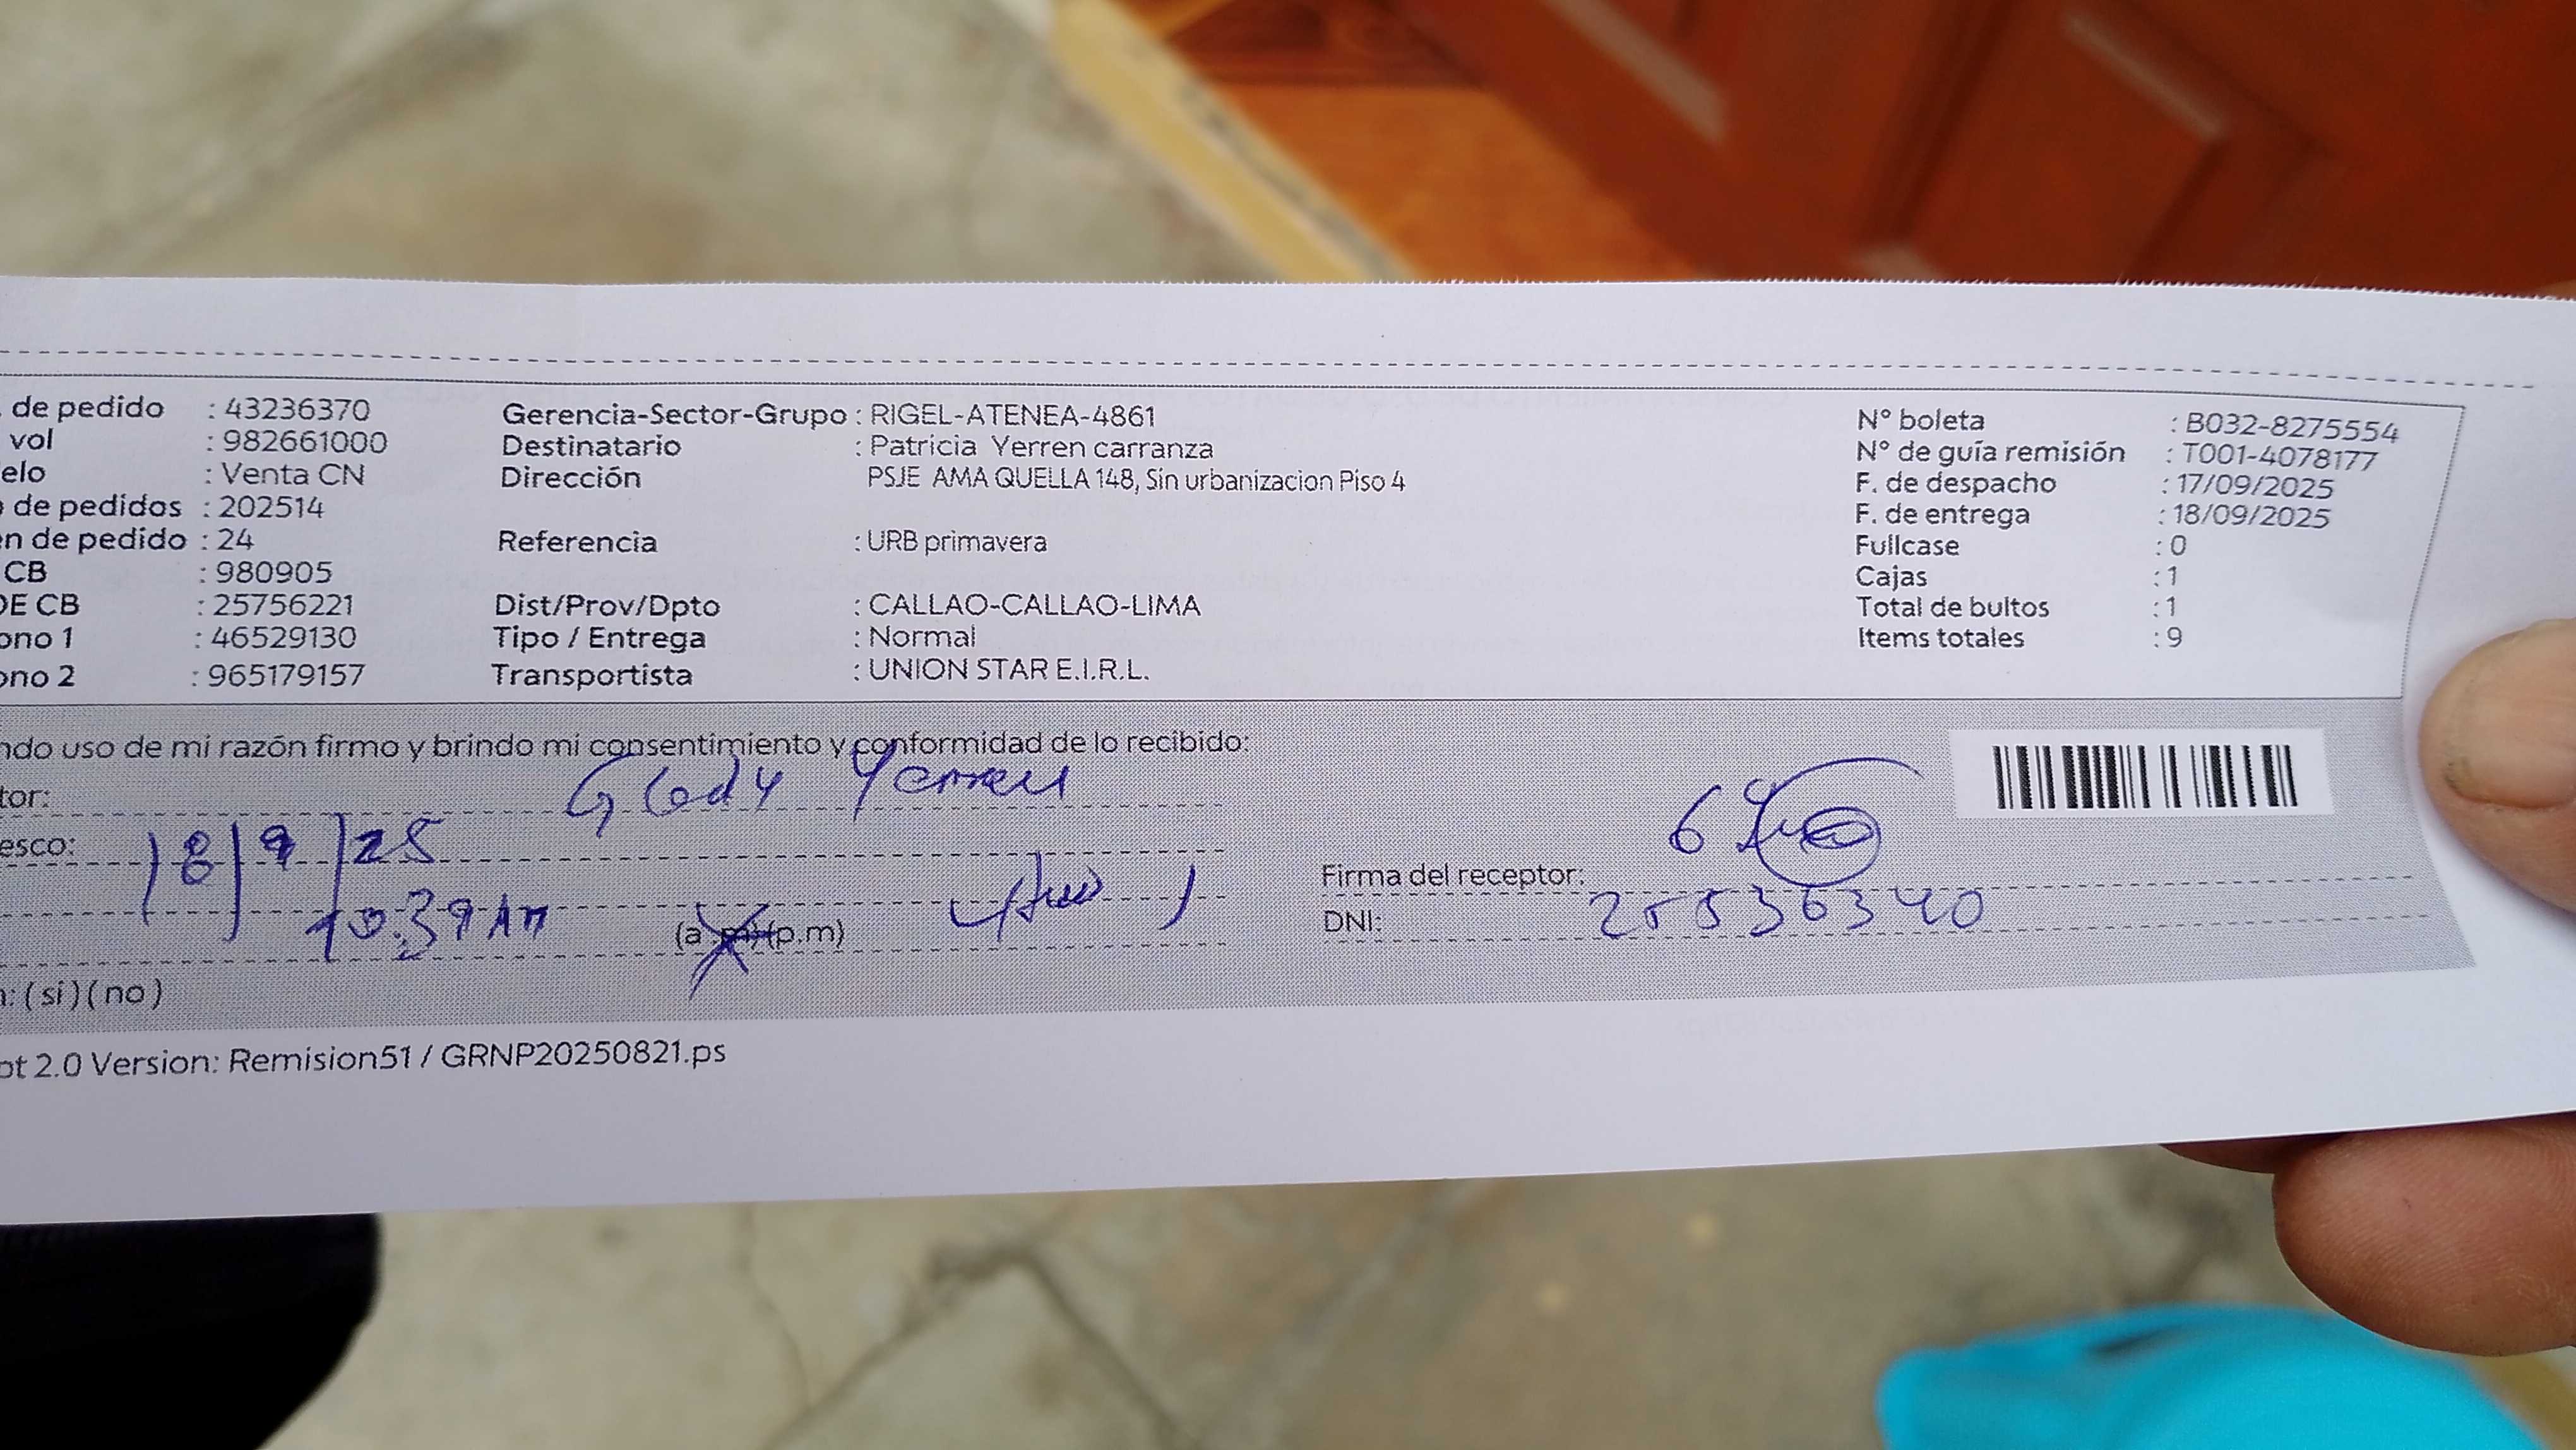 . de pedido : 43236370 Gerencia-Sector-Grupo : RIGEL-ATENEA-4861 N° boleta : B032-8275554
vol : 982661000 Destinatario : Patricia Yerren carranza N° de guía remisión : T001-4078177
elo : Venta CN Dirección PSJE AMA QUELLA 148, Sin urbanizacion Piso 4 F. de despacho : 17/09/2025
de pedidos : 202514 F. de entrega : 18/09/2025
n de pedido : 24 Referencia : URB primavera Fullcase : 0
CB : 980905 Cajas : 1
DE CB : 25756221 Dist/Prov/Dpto : CALLAO-CALLAO-LIMA Total de bultos : 1
ono 1 : 46529130 Tipo / Entrega : Normal Items totales : 9
ono 2 : 965179157 Transportista : UNION STAR E.I.R.L.
ndo uso de mi razón firmo y brindo mi consentimiento y conformidad de lo recibido:
tor: Glady Yerren
esco: 18/9/25 Firma del receptor:
10:39 AM (a.m)(p.m) DNI: 25536340
n: (si) (no)
pt 2.0 Version: Remision51 / GRNP20250821.ps